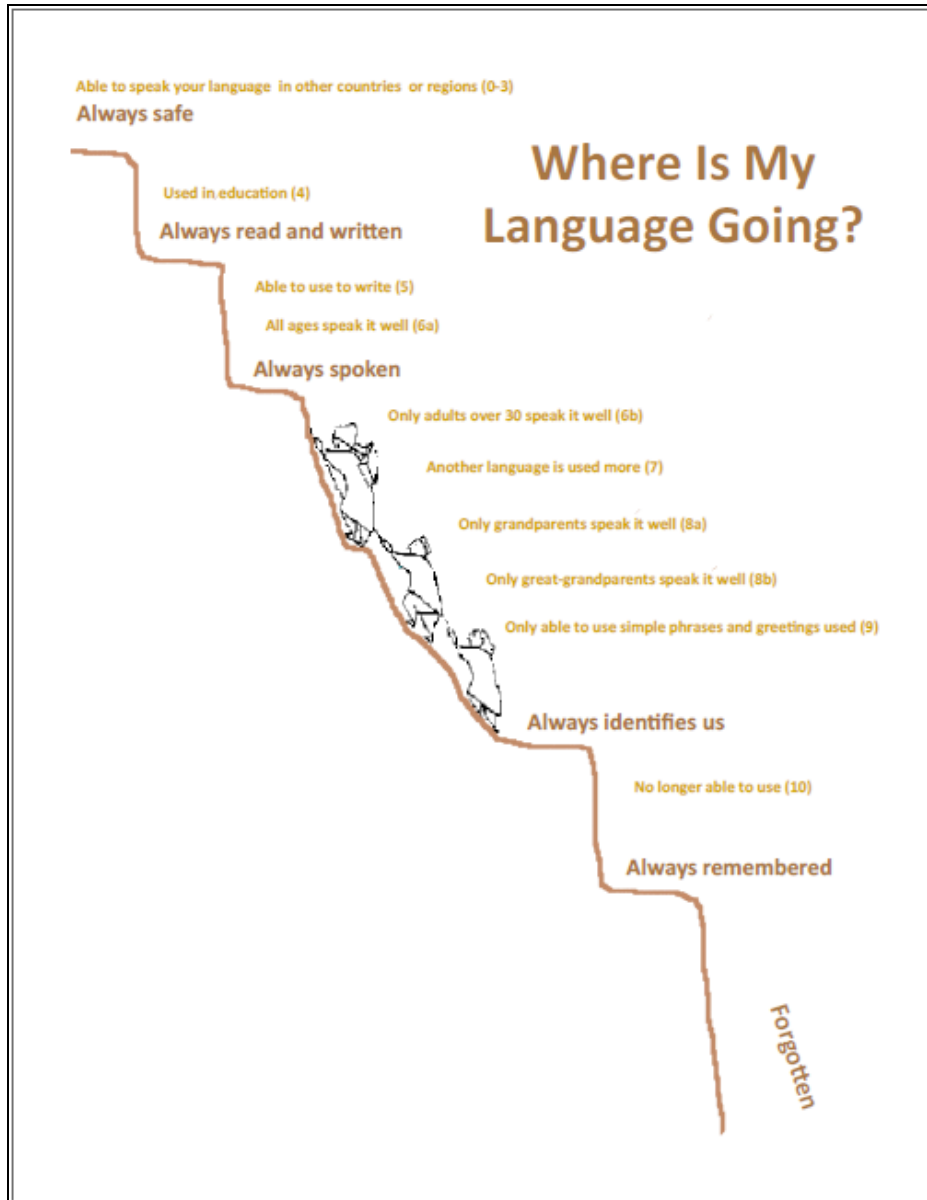 Able to speak your language in other countries or regions (0-3)
Always safe
Where Is My
Language Going?
Used in education (4)
Always read and written
Able to use to write (5)
All ages speak it well (6a)
Always spoken
Only adults over 30 speak it well (6b)
Another language is used more (7)
Only grandparents speak it well (8a)
Only great-grandparents speak it well (8b)
Only able to use simple phrases and greetings used (9)
Always identifies us
No longer able to use (10)
Always remembered
Forgotten